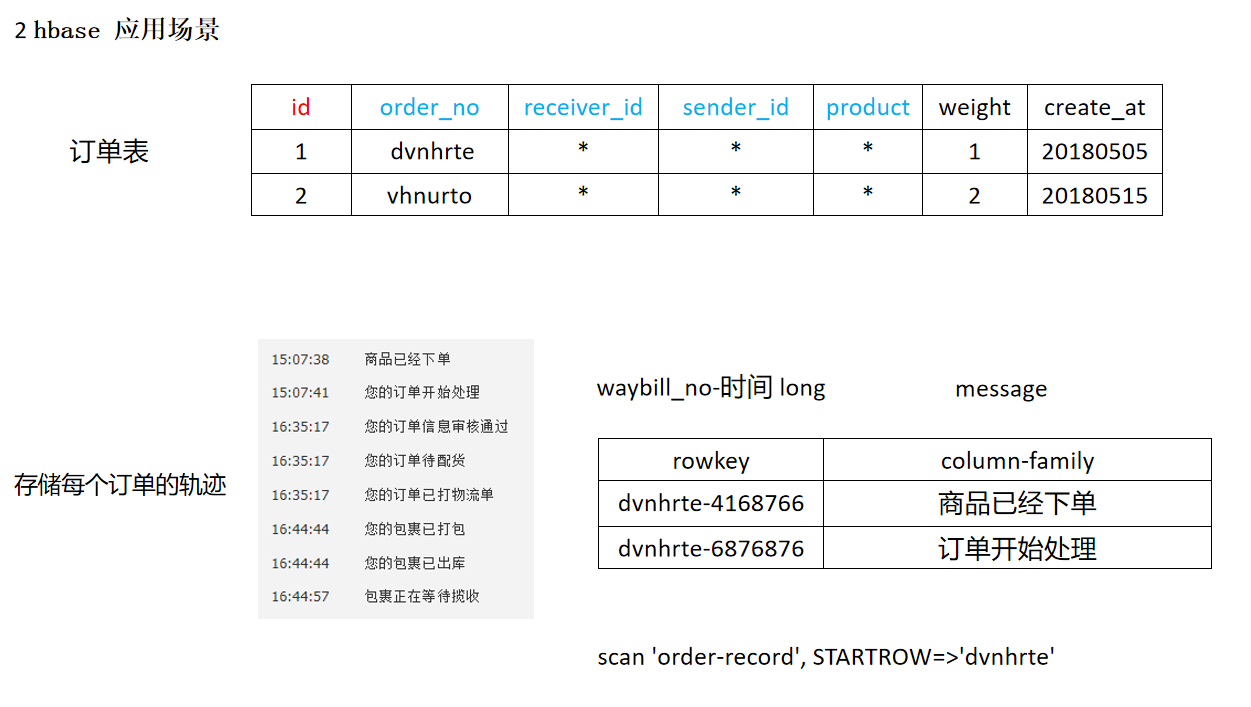 2 hbase 应用场景
订单表
id order_no receiver_id sender_id product weight create_at
1 dvnhrte * * * 1 20180505
2 vhnurto * * * 2 20180515
存储每个订单的轨迹
15:07:38 商品已经下单
15:07:41 您的订单开始处理
16:35:17 您的订单信息审核通过
16:35:17 您的订单待配货
16:35:17 您的订单已打物流单
16:44:44 您的包裹已打包
16:44:44 您的包裹已出库
16:44:57 包裹正在等待揽收
waybill_no-时间 long message
rowkey column-family
dvnhrte-4168766 商品已经下单
dvnhrte-6876876 订单开始处理
scan 'order-record', STARTROW=>'dvnhrte'